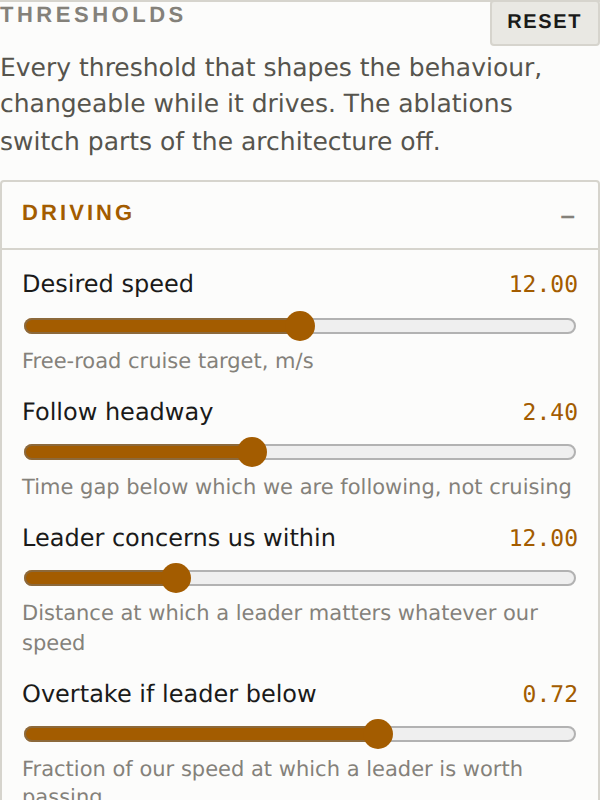 THRESHOLDS
RESET
Every threshold that shapes the behaviour,
changeable while it drives. The ablations
switch parts of the architecture off.
DRIVING
–
Desired speed
12.00
Free-road cruise target, m/s
Follow headway
2.40
Time gap below which we are following, not cruising
Leader concerns us within
12.00
Distance at which a leader matters whatever our
speed
Overtake if leader below
0.72
Fraction of our speed at which a leader is worth
passing